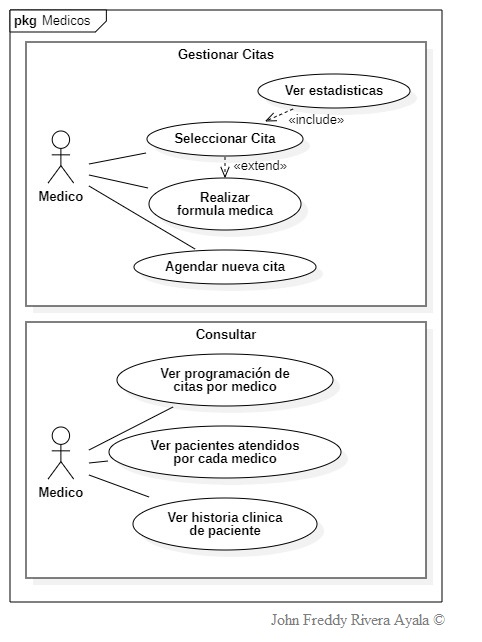 pkg Medicos
Gestionar Citas
Ver estadisticas
«include»
Seleccionar Cita
«extend»
Medico
Realizar
formula medica
Agendar nueva cita
Consultar
Ver programación de
citas por medico
Ver pacientes atendidos
por cada medico
Medico
Ver historia clinica
de paciente
John Freddy Rivera Ayala ©